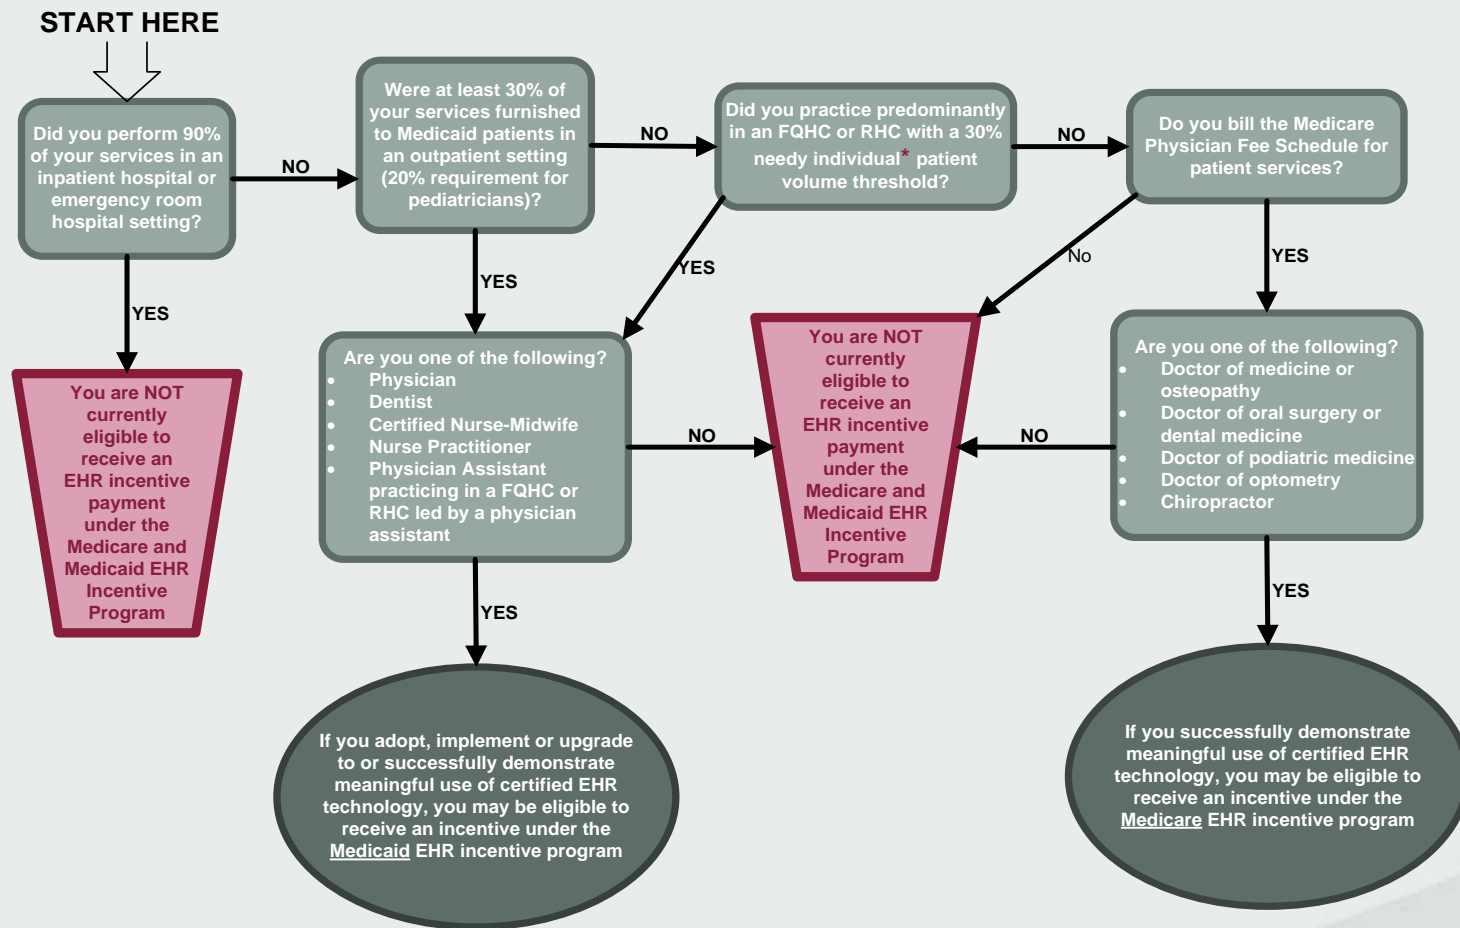 START HERE
Did you perform 90%
of your services in an
inpatient hospital or
emergency room
hospital setting?
NO
YES
You are NOT
currently
eligible to
receive an
EHR incentive
payment
under the
Medicare and
Medicaid EHR
Incentive
Program
Were at least 30% of
your services furnished
to Medicaid patients in
an outpatient setting
(20% requirement for
pediatricians)?
NO
YES
Did you practice predominantly
in an FQHC or RHC with a 30%
needy individual* patient
volume threshold?
NO
YES
Do you bill the Medicare
Physician Fee Schedule for
patient services?
No
YES
Are you one of the following?
• Physician
• Dentist
• Certified Nurse-Midwife
• Nurse Practitioner
• Physician Assistant
practicing in a FQHC or
RHC led by a physician
assistant
NO
YES
You are NOT
currently
eligible to
receive an
EHR incentive
payment
under the
Medicare and
Medicaid EHR
Incentive
Program
Are you one of the following?
• Doctor of medicine or
osteopathy
• Doctor of oral surgery or
dental medicine
• Doctor of podiatric medicine
• Doctor of optometry
• Chiropractor
NO
YES
If you adopt, implement or upgrade
to or successfully demonstrate
meaningful use of certified EHR
technology, you may be eligible to
receive an incentive under the
Medicaid EHR incentive program
If you successfully demonstrate
meaningful use of certified EHR
technology, you may be eligible to
receive an incentive under the
Medicare EHR incentive program